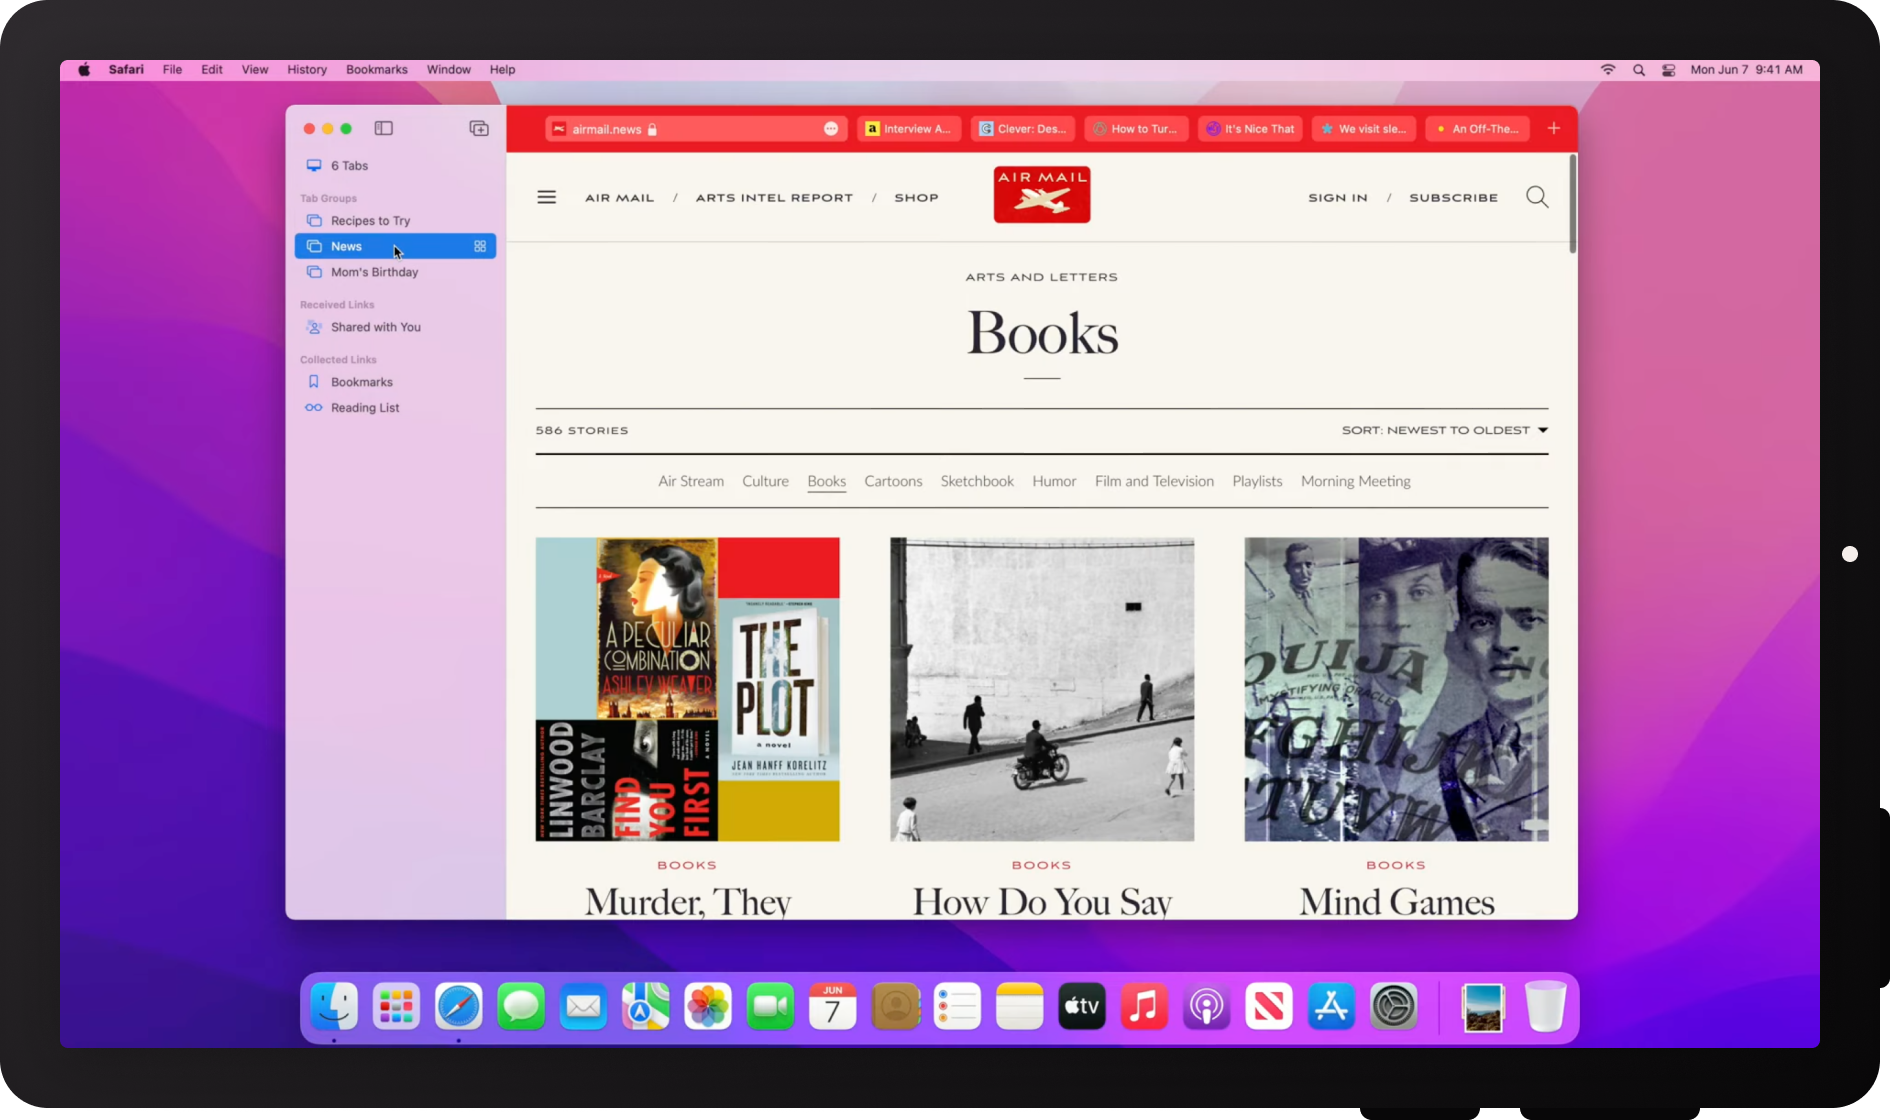 Safari File Edit View History Bookmarks Window Help
Mon Jun 7 9:41 AM
airmail.news
Interview A...
Clever: Des...
How to Tur...
It's Nice That
We visit sle...
An Off-The...
6 Tabs
Tab Groups
Recipes to Try
News
Mom's Birthday
Received Links
Shared with You
Collected Links
Bookmarks
Reading List
AIR MAIL / ARTS INTEL REPORT / SHOP
AIR MAIL
SIGN IN / SUBSCRIBE
ARTS AND LETTERS
Books
586 STORIES
SORT: NEWEST TO OLDEST
Air Stream Culture Books Cartoons Sketchbook Humor Film and Television Playlists Morning Meeting
A PECULIAR
COMBINATION
ASHLEY WEAVER
THE
PLOT
a novel
JEAN HANFF KORELITZ
LINWOOD
BARCLAY
FIND
YOU
FIRST
OUIJA
MYSTIFYING ORACLE
FGHIJK
TUVW
BOOKS
Murder, They
BOOKS
How Do You Say
BOOKS
Mind Games
JUN
7
tv